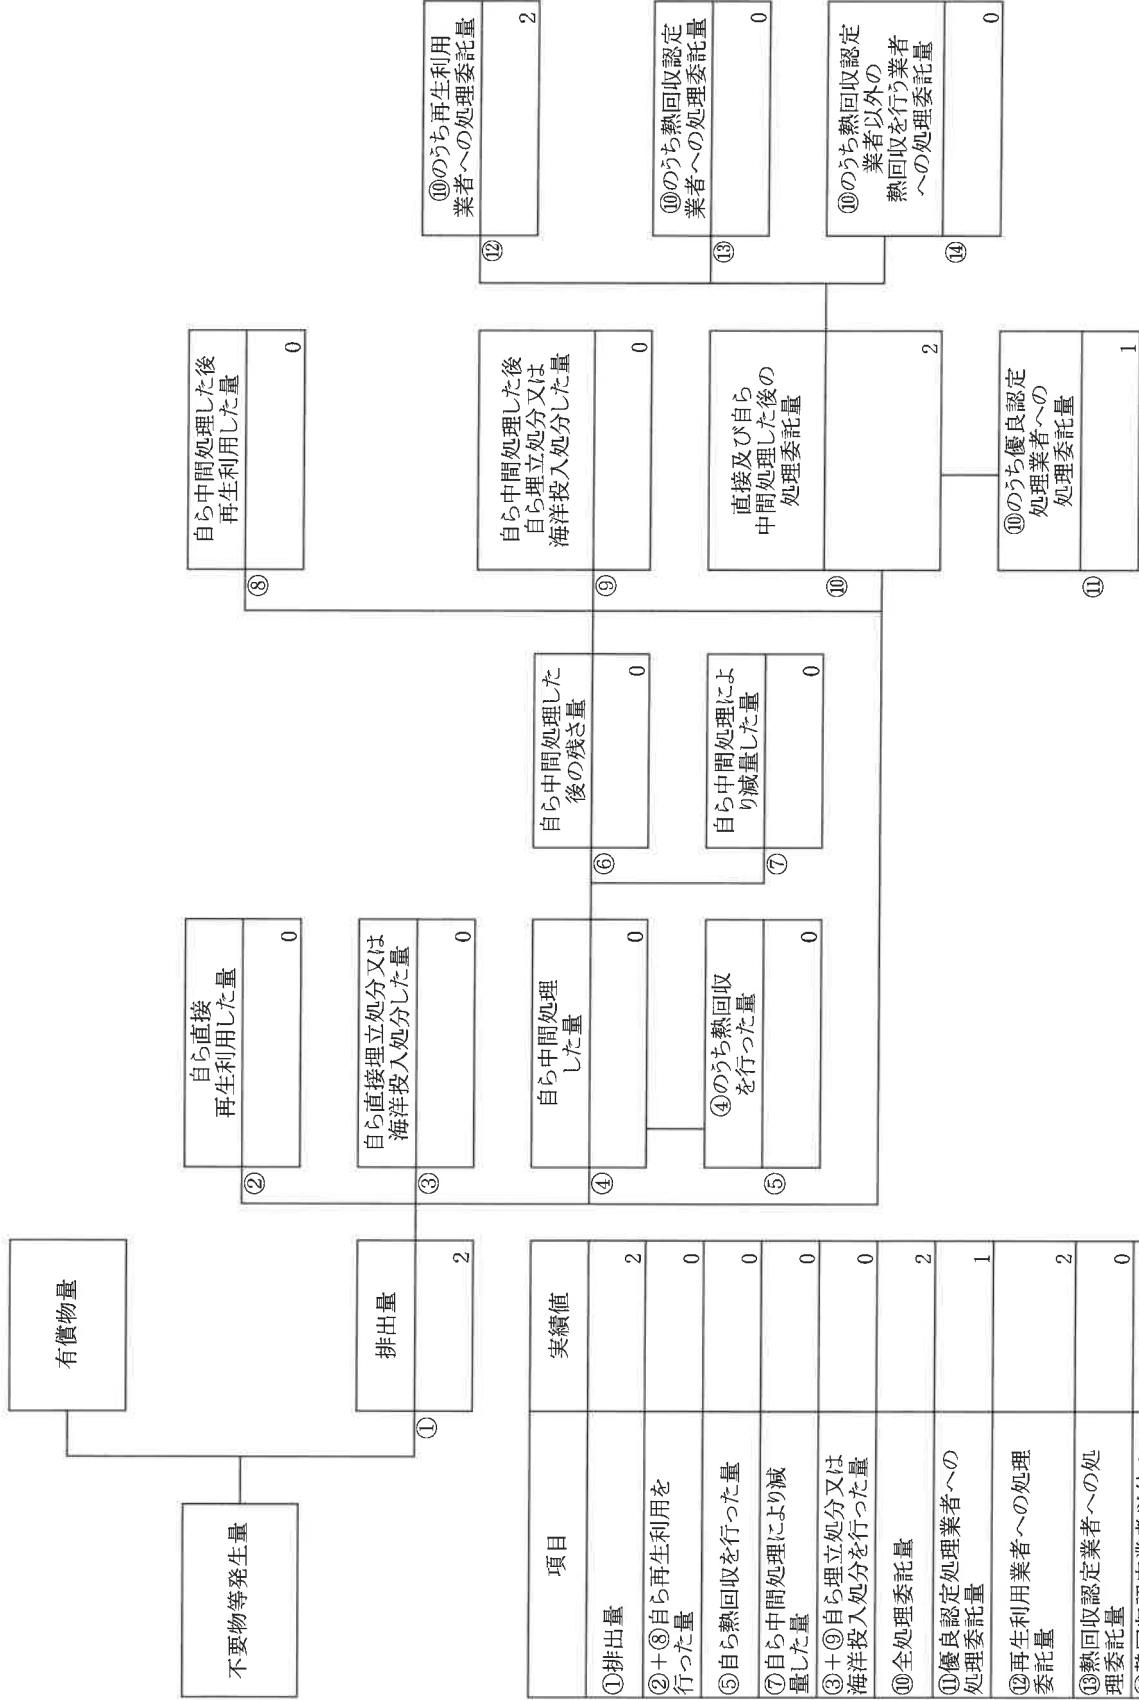 不要物等発生量
有償物量
①
排出量
2
②
自ら直接
再生利用した量
0
③
自ら直接埋立処分又は
海洋投入処分した量
0
④
自ら中間処理
した量
0
⑤
④のうち熱回収
を行った量
0
⑥
自ら中間処理した
後の残さ量
0
⑦
自ら中間処理によ
り減量した量
0
⑧
自ら中間処理した後
再生利用した量
0
⑨
自ら中間処理した後
自ら埋立処分又は
海洋投入処分した量
0
⑩
直接及び自ら
中間処理した後の
処理委託量
2
⑪
⑩のうち優良認定
処理業者への
処理委託量
1
⑫
⑩のうち再生利用
業者への処理委託量
2
⑬
⑩のうち熱回収認定
業者への処理委託量
0
⑭
⑩のうち熱回収認定
業者以外の
熱回収を行う業者
への処理委託量
0
項目 実績値
①排出量 2
②+⑧自ら再生利用を
行った量 0
⑤自ら熱回収を行った量 0
⑦自ら中間処理により減
量した量 0
③+⑨自ら埋立処分又は
海洋投入処分を行った量 0
⑩全処理委託量 2
⑪優良認定処理業者への
処理委託量 1
⑫再生利用業者への処理
委託量 2
⑬熱回収認定業者への処
理委託量 0